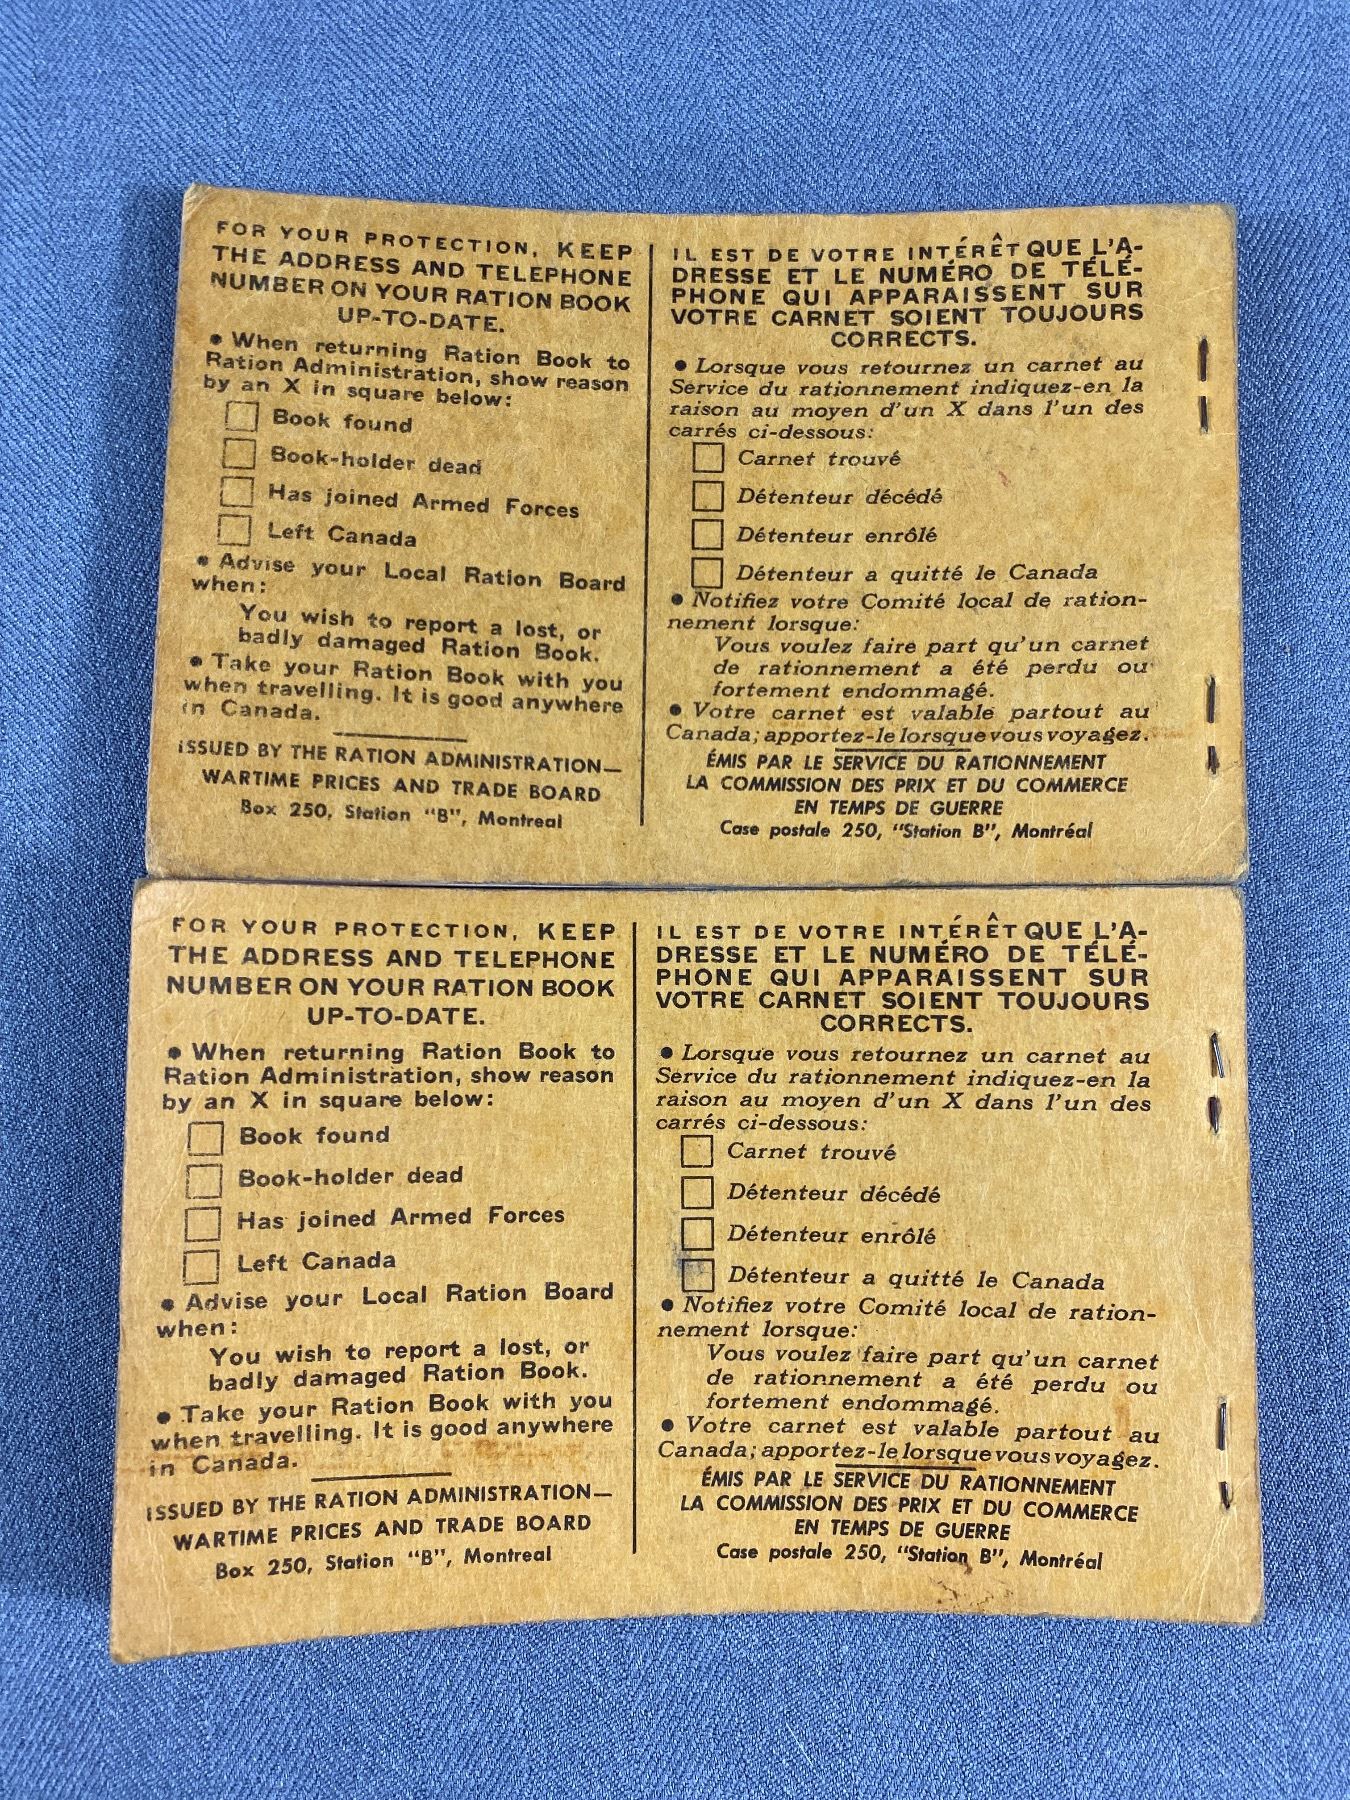 FOR YOUR PROTECTION, KEEP
THE ADDRESS AND TELEPHONE
NUMBER ON YOUR RATION BOOK
UP-TO-DATE.
• When returning Ration Book to
Ration Administration, show reason
by an X in square below:
Book found
Book-holder dead
Has joined Armed Forces
Left Canada
• Advise your Local Ration Board
when:
You wish to report a lost, or
badly damaged Ration Book.
• Take your Ration Book with you
when travelling. It is good anywhere
in Canada.
ISSUED BY THE RATION ADMINISTRATION—
WARTIME PRICES AND TRADE BOARD
Box 250, Station "B", Montreal
IL EST DE VOTRE INTÉRÊT QUE L'A-
DRESSE ET LE NUMÉRO DE TÉLÉ-
PHONE QUI APPARAISSENT SUR
VOTRE CARNET SOIENT TOUJOURS
CORRECTS.
• Lorsque vous retournez un carnet au
Service du rationnement indiquez-en la
raison au moyen d'un X dans l'un des
carrés ci-dessous:
Carnet trouvé
Détenteur décédé
Détenteur enrôlé
Détenteur a quitté le Canada
• Notifiez votre Comité local de ration-
nement lorsque:
Vous voulez faire part qu'un carnet
de rationnement a été perdu ou
fortement endommagé.
• Votre carnet est valable partout au
Canada; apportez-le lorsque vous voyagez.
ÉMIS PAR LE SERVICE DU RATIONNEMENT
LA COMMISSION DES PRIX ET DU COMMERCE
EN TEMPS DE GUERRE
Case postale 250, "Station B", Montréal
FOR YOUR PROTECTION, KEEP
THE ADDRESS AND TELEPHONE
NUMBER ON YOUR RATION BOOK
UP-TO-DATE.
• When returning Ration Book to
Ration Administration, show reason
by an X in square below:
Book found
Book-holder dead
Has joined Armed Forces
Left Canada
• Advise your Local Ration Board
when:
You wish to report a lost, or
badly damaged Ration Book.
• Take your Ration Book with you
when travelling. It is good anywhere
in Canada.
ISSUED BY THE RATION ADMINISTRATION—
WARTIME PRICES AND TRADE BOARD
Box 250, Station "B", Montreal
IL EST DE VOTRE INTÉRÊT QUE L'A-
DRESSE ET LE NUMÉRO DE TÉLÉ-
PHONE QUI APPARAISSENT SUR
VOTRE CARNET SOIENT TOUJOURS
CORRECTS.
• Lorsque vous retournez un carnet au
Service du rationnement indiquez-en la
raison au moyen d'un X dans l'un des
carrés ci-dessous:
Carnet trouvé
Détenteur décédé
Détenteur enrôlé
Détenteur a quitté le Canada
• Notifiez votre Comité local de ration-
nement lorsque:
Vous voulez faire part qu'un carnet
de rationnement a été perdu ou
fortement endommagé.
• Votre carnet est valable partout au
Canada; apportez-le lorsque vous voyagez.
ÉMIS PAR LE SERVICE DU RATIONNEMENT
LA COMMISSION DES PRIX ET DU COMMERCE
EN TEMPS DE GUERRE
Case postale 250, "Station B", Montréal